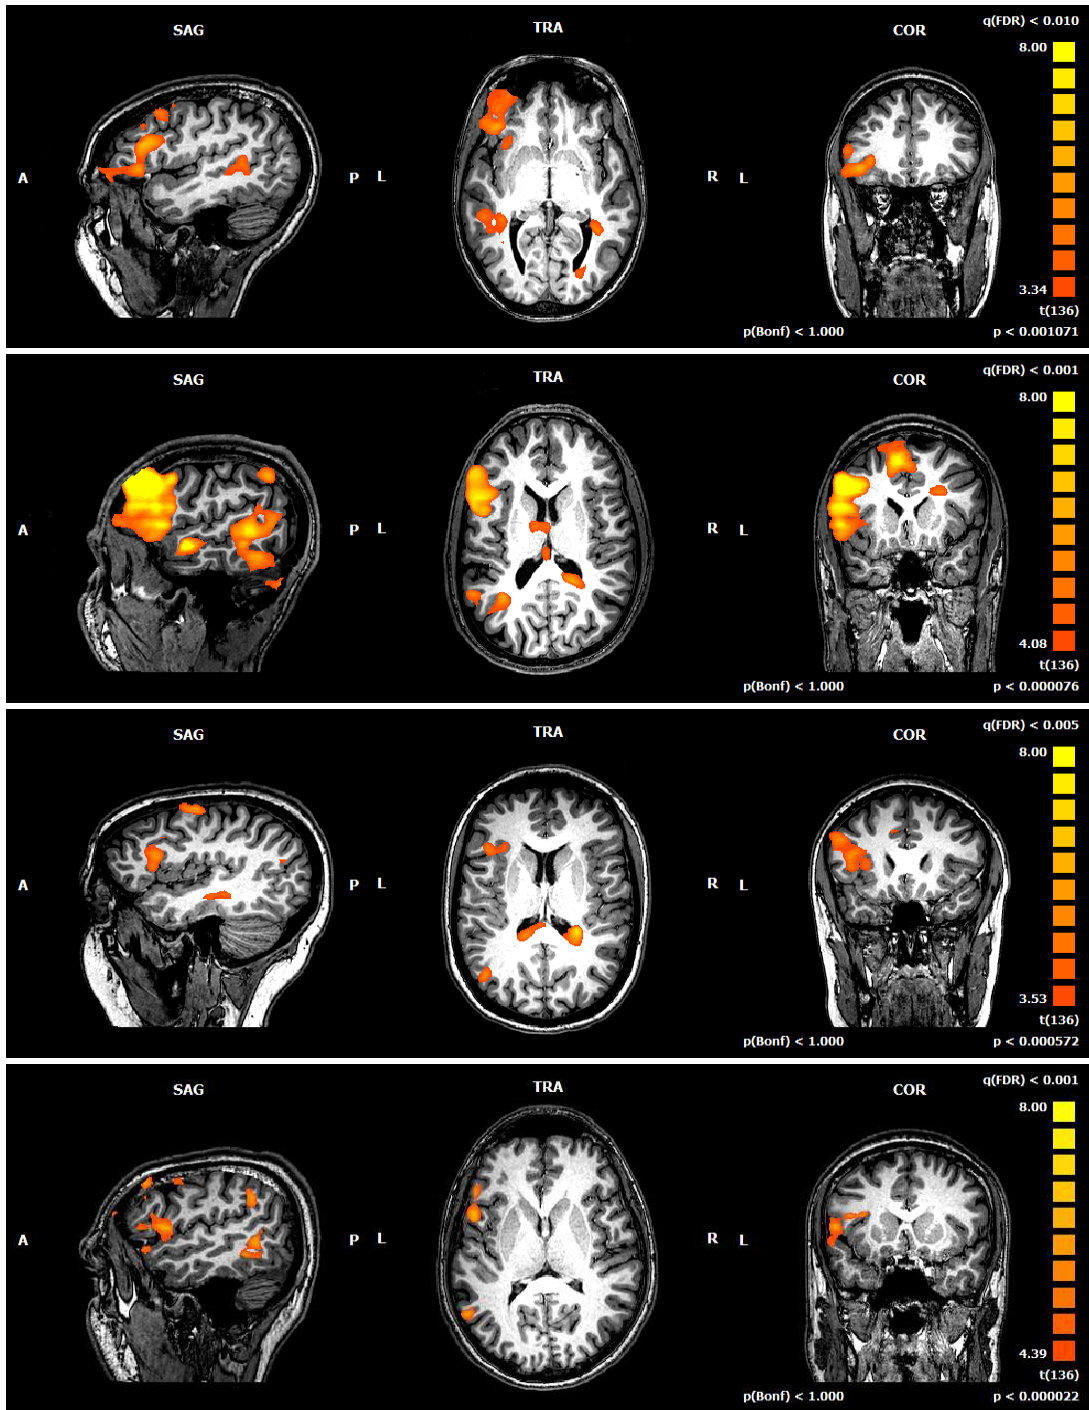 SAG TRA COR q(FDR) < 0.010
8.00
A P L R L
3.34
t(136)
p(Bonf) < 1.000 p < 0.001071
SAG TRA COR q(FDR) < 0.001
8.00
A P L R L
4.08
t(136)
p(Bonf) < 1.000 p < 0.000076
SAG TRA COR q(FDR) < 0.005
8.00
A P L R L
3.53
t(136)
p(Bonf) < 1.000 p < 0.000572
SAG TRA COR q(FDR) < 0.001
8.00
A P L R L
4.39
t(136)
p(Bonf) < 1.000 p < 0.000022